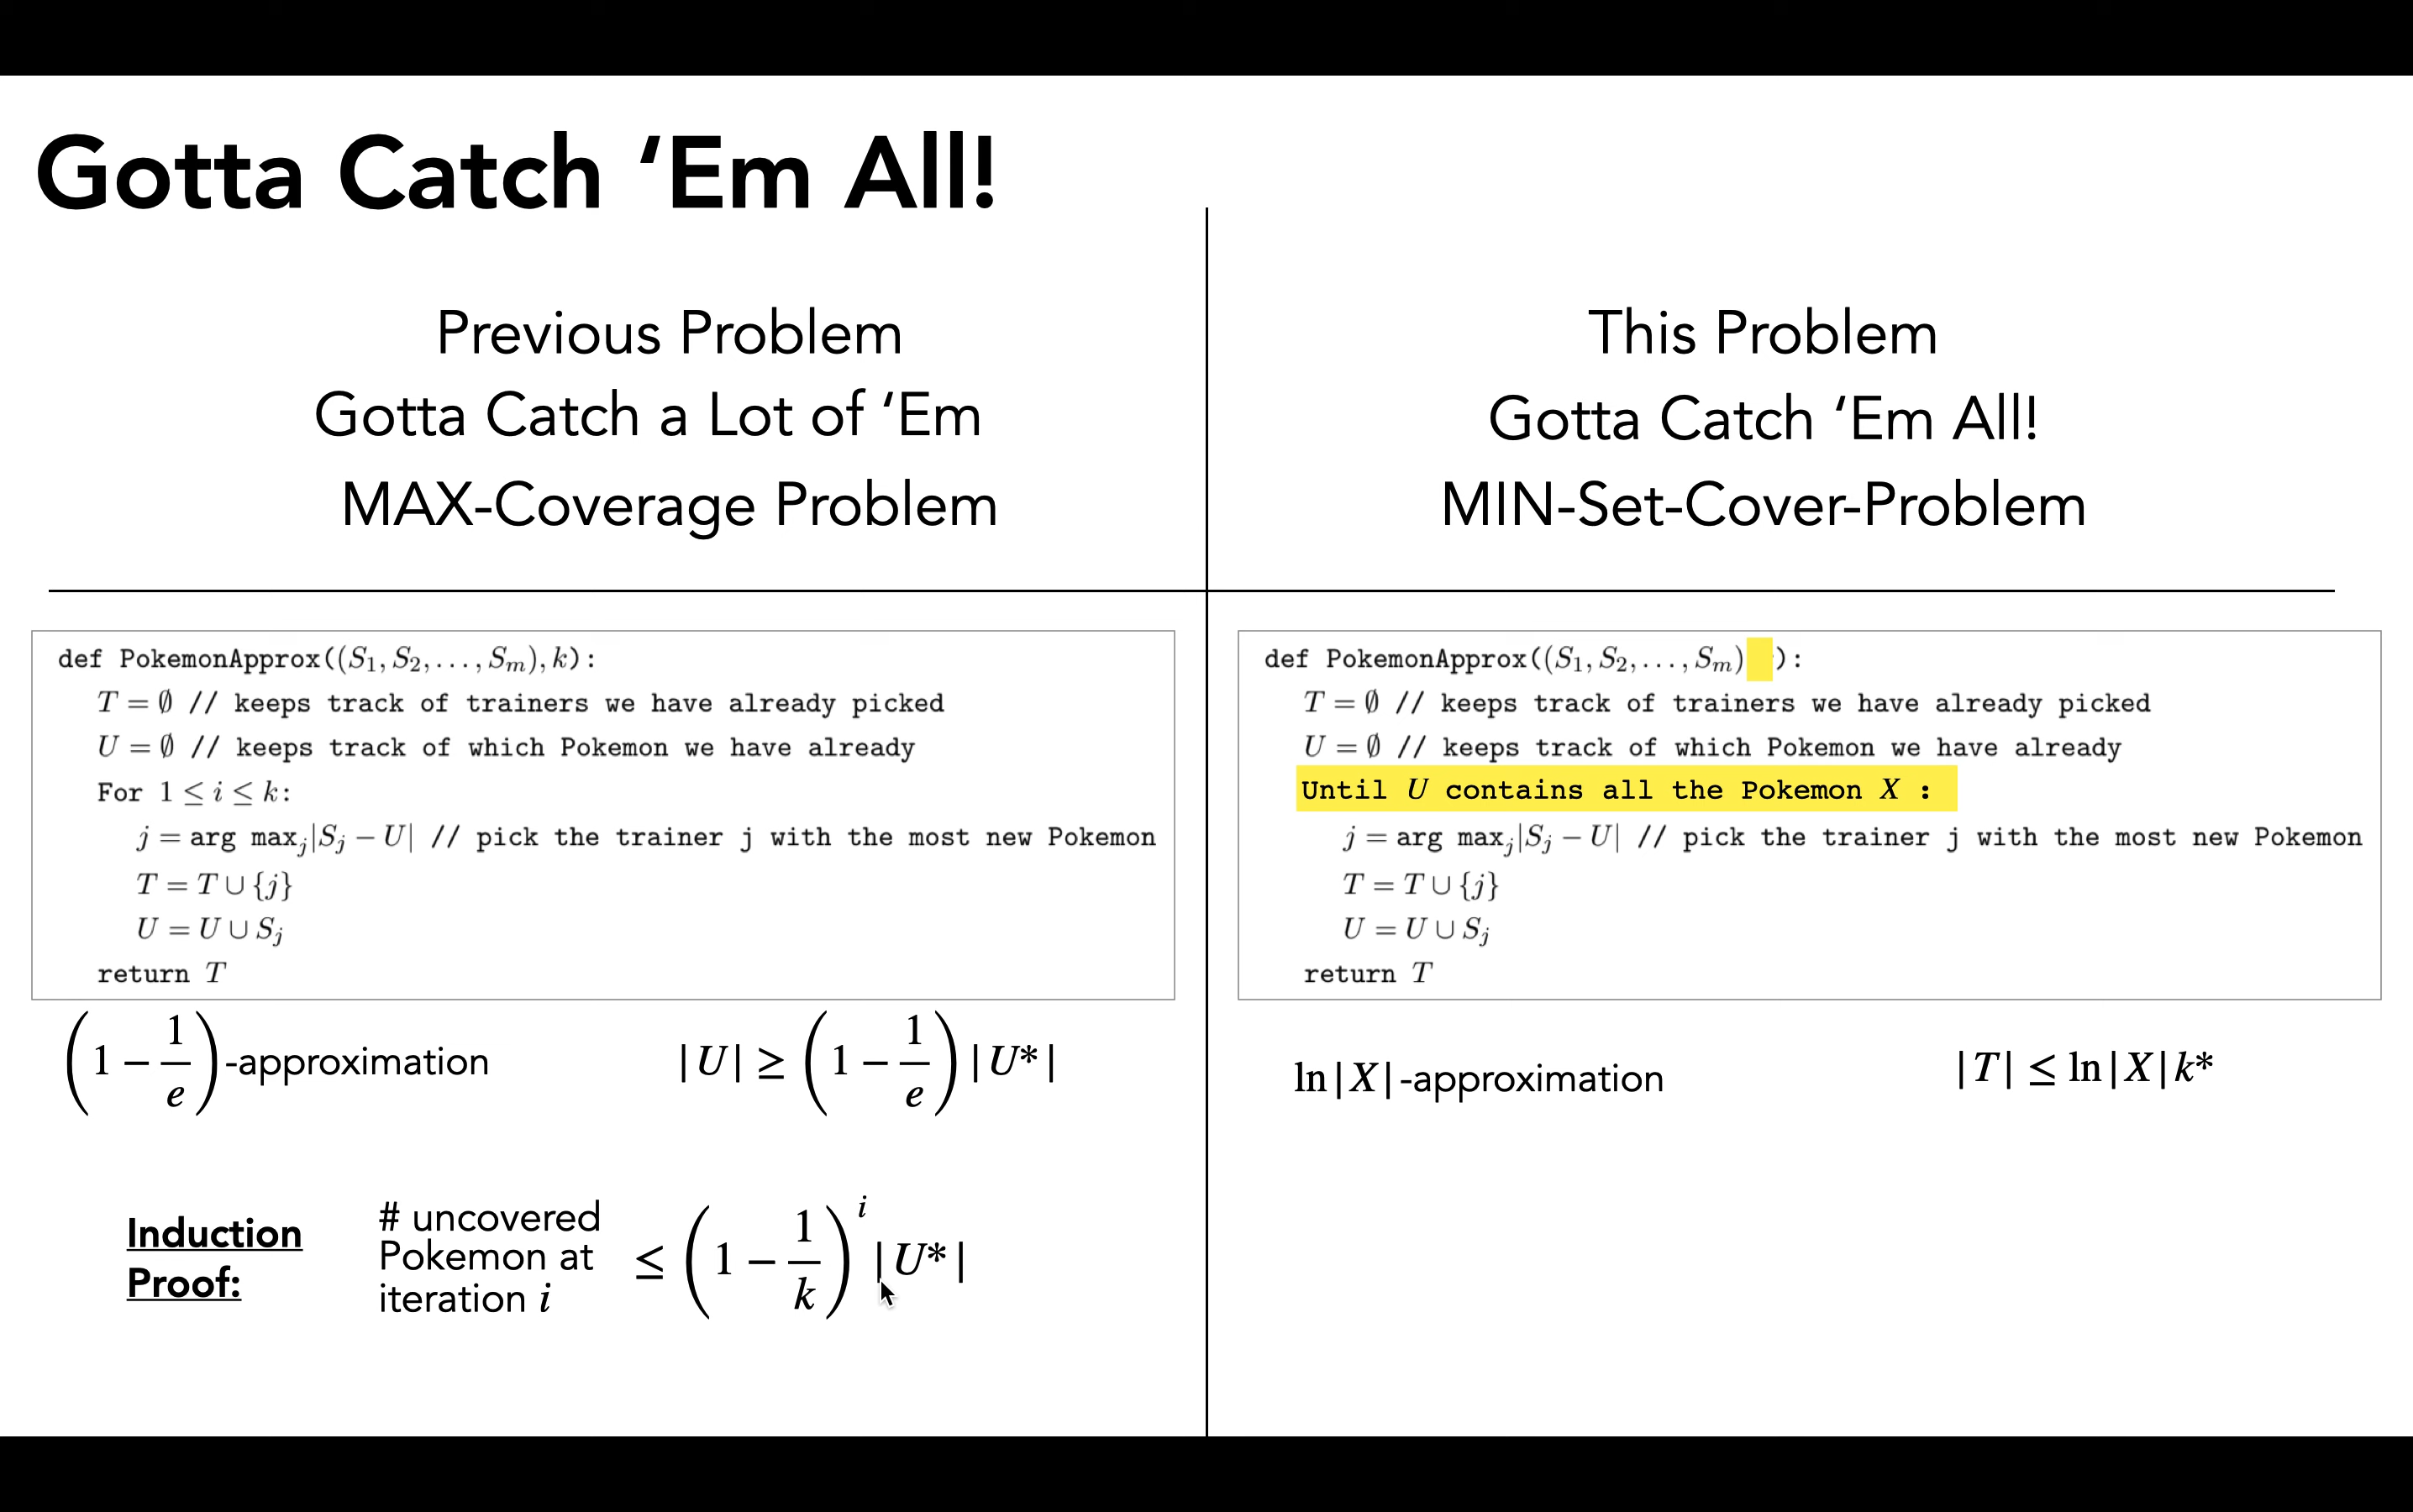 Gotta Catch ‘Em All!
Previous Problem
Gotta Catch a Lot of ‘Em
MAX-Coverage Problem
def PokemonApprox((S₁, S₂, . . . , Sₘ), k):
T = ∅ // keeps track of trainers we have already picked
U = ∅ // keeps track of which Pokemon we have already
For 1 ≤ i ≤ k:
j = arg maxⱼ|Sⱼ − U| // pick the trainer j with the most new Pokemon
T = T ∪ {j}
U = U ∪ Sⱼ
return T
(1 − 1/e)-approximation
|U| ≥ (1 − 1/e)|U*|
Induction
Proof:
# uncovered
Pokemon at
iteration i
≤ (1 − 1/k)ⁱ |U*|
This Problem
Gotta Catch ‘Em All!
MIN-Set-Cover-Problem
def PokemonApprox((S₁, S₂, . . . , Sₘ) ):
T = ∅ // keeps track of trainers we have already picked
U = ∅ // keeps track of which Pokemon we have already
Until U contains all the Pokemon X :
j = arg maxⱼ|Sⱼ − U| // pick the trainer j with the most new Pokemon
T = T ∪ {j}
U = U ∪ Sⱼ
return T
ln|X|-approximation
|T| ≤ ln|X|k*